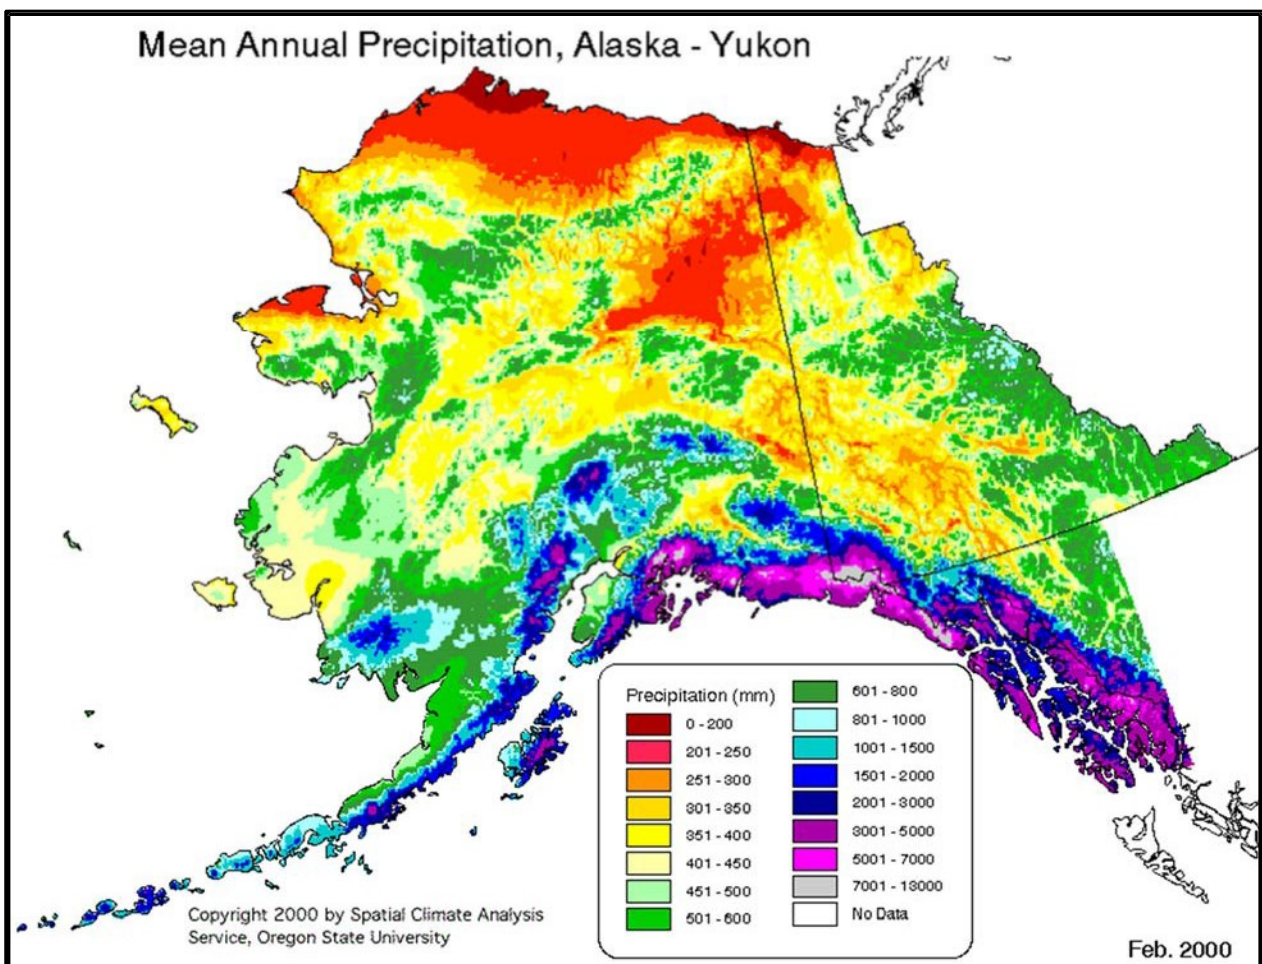 Mean Annual Precipitation, Alaska - Yukon
Precipitation (mm)
0 - 200
201 - 250
251 - 300
301 - 350
351 - 400
401 - 450
451 - 500
501 - 600
601 - 800
801 - 1000
1001 - 1500
1501 - 2000
2001 - 3000
3001 - 5000
5001 - 7000
7001 - 13000
No Data
Copyright 2000 by Spatial Climate Analysis
Service, Oregon State University
Feb. 2000